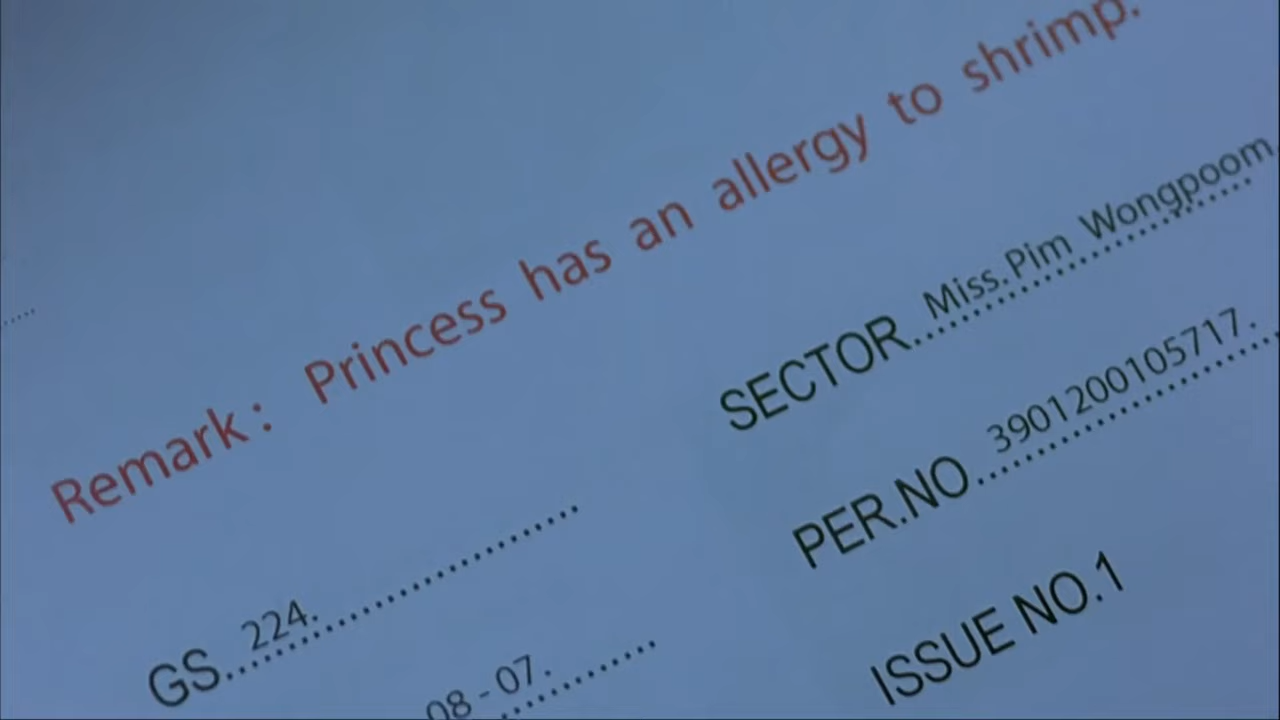 Remark : Princess has an allergy to shrimp.
SECTOR Miss.Pim Wongpoom
PER.NO 3901200105717.
GS 224.
08 - 07.
ISSUE NO.1